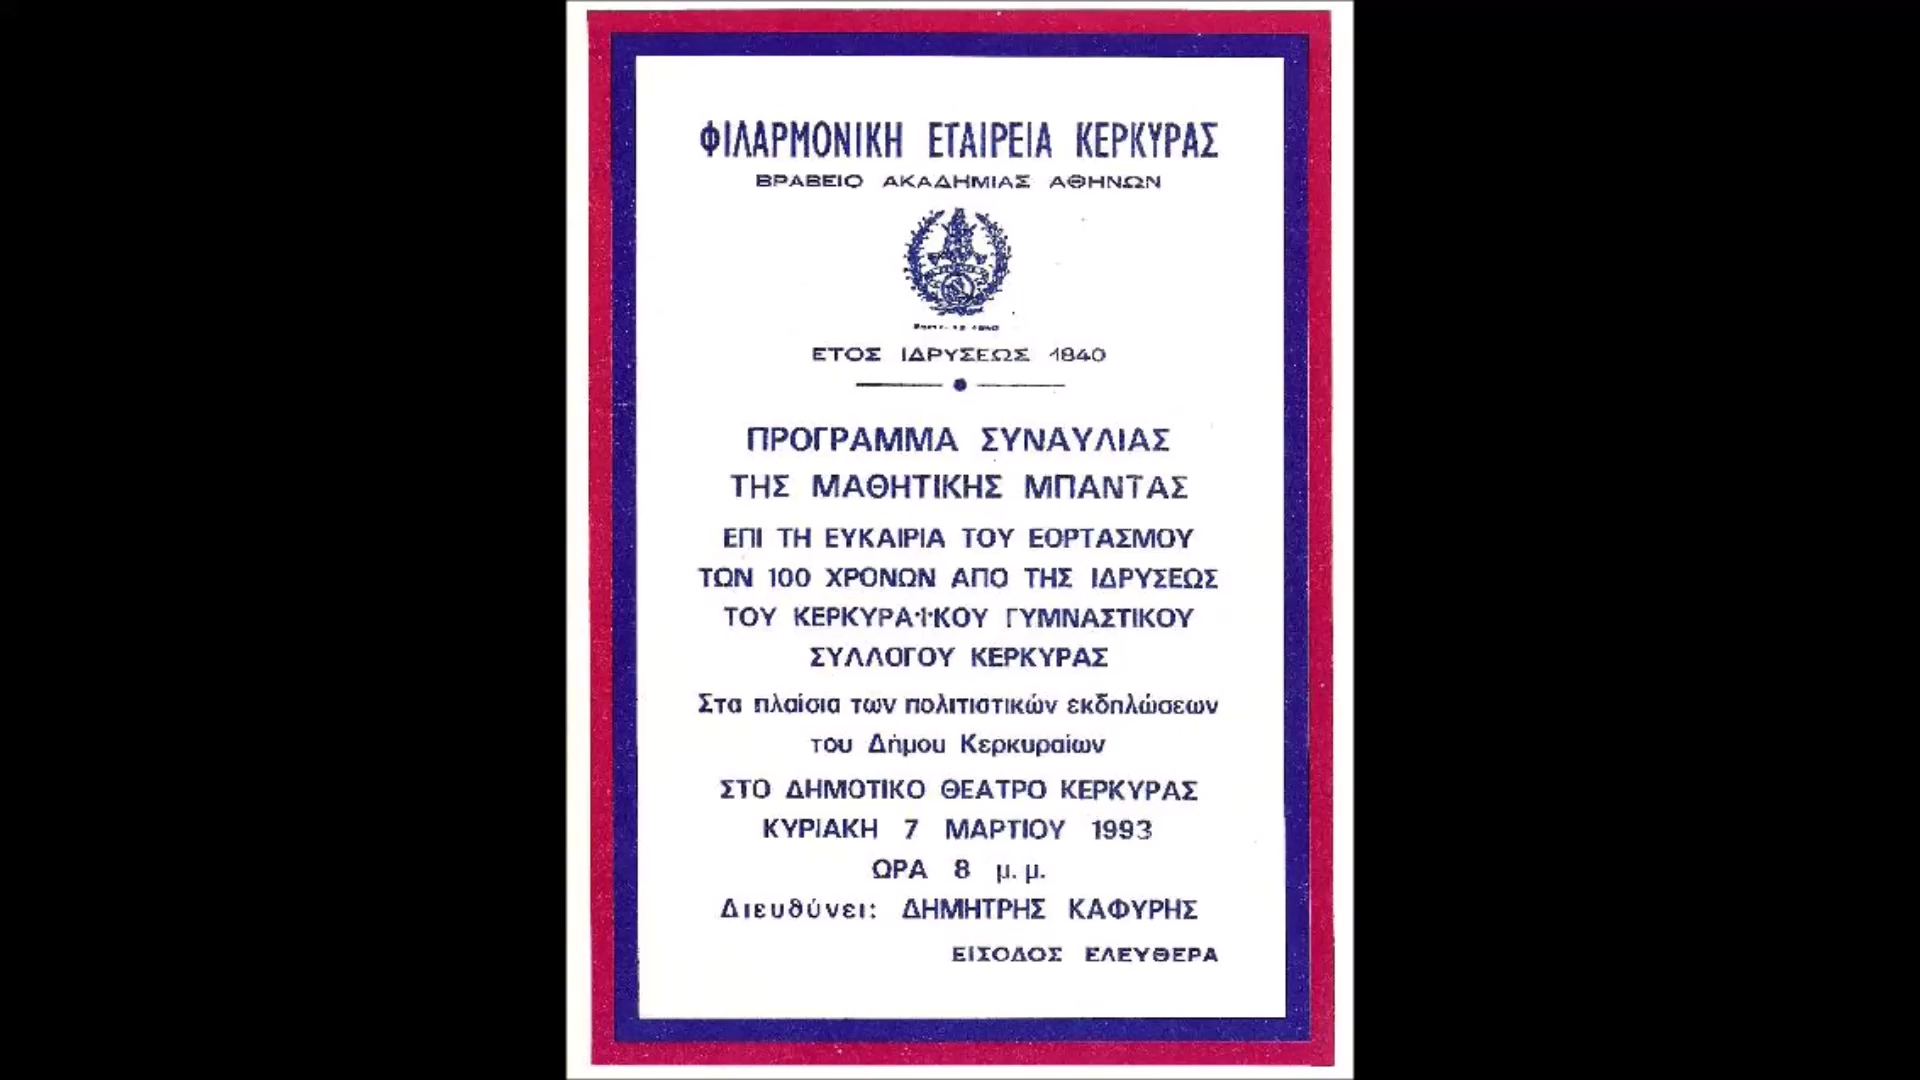 ΦΙΛΑΡΜΟΝΙΚΗ ΕΤΑΙΡΕΙΑ ΚΕΡΚΥΡΑΣ
ΒΡΑΒΕΙΟ ΑΚΑΔΗΜΙΑΣ ΑΘΗΝΩΝ
ΕΤΟΣ ΙΔΡΥΣΕΩΣ 1840
ΠΡΟΓΡΑΜΜΑ ΣΥΝΑΥΛΙΑΣ
ΤΗΣ ΜΑΘΗΤΙΚΗΣ ΜΠΑΝΤΑΣ
ΕΠΙ ΤΗ ΕΥΚΑΙΡΙΑ ΤΟΥ ΕΟΡΤΑΣΜΟΥ
ΤΩΝ 100 ΧΡΟΝΩΝ ΑΠΟ ΤΗΣ ΙΔΡΥΣΕΩΣ
ΤΟΥ ΚΕΡΚΥΡΑΪΚΟΥ ΓΥΜΝΑΣΤΙΚΟΥ
ΣΥΛΛΟΓΟΥ ΚΕΡΚΥΡΑΣ
Στα πλαίσια των πολιτιστικών εκδηλώσεων
του Δήμου Κερκυραίων
ΣΤΟ ΔΗΜΟΤΙΚΟ ΘΕΑΤΡΟ ΚΕΡΚΥΡΑΣ
ΚΥΡΙΑΚΗ 7 ΜΑΡΤΙΟΥ 1993
ΩΡΑ 8 μ.μ.
Διευθύνει: ΔΗΜΗΤΡΗΣ ΚΑΦΥΡΗΣ
ΕΙΣΟΔΟΣ ΕΛΕΥΘΕΡΑ